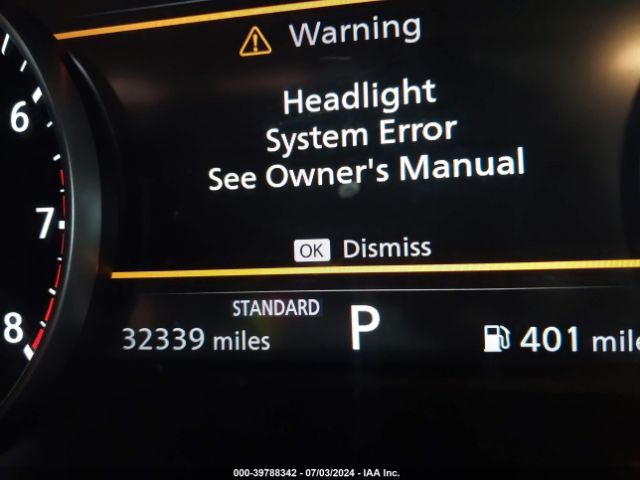 Warning
6
Headlight
System Error
See Owner's Manual
7
OK Dismiss
STANDARD
8
32339 miles P 401 mile
000-39788342 - 07/03/2024 - IAA Inc.